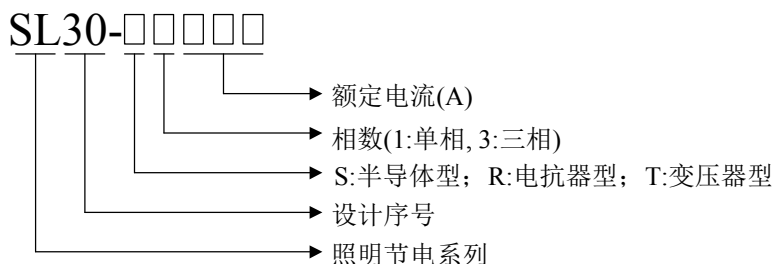 SL30-□□□□□
额定电流(A)
相数(1:单相, 3:三相)
S:半导体型；R:电抗器型；T:变压器型
设计序号
照明节电系列